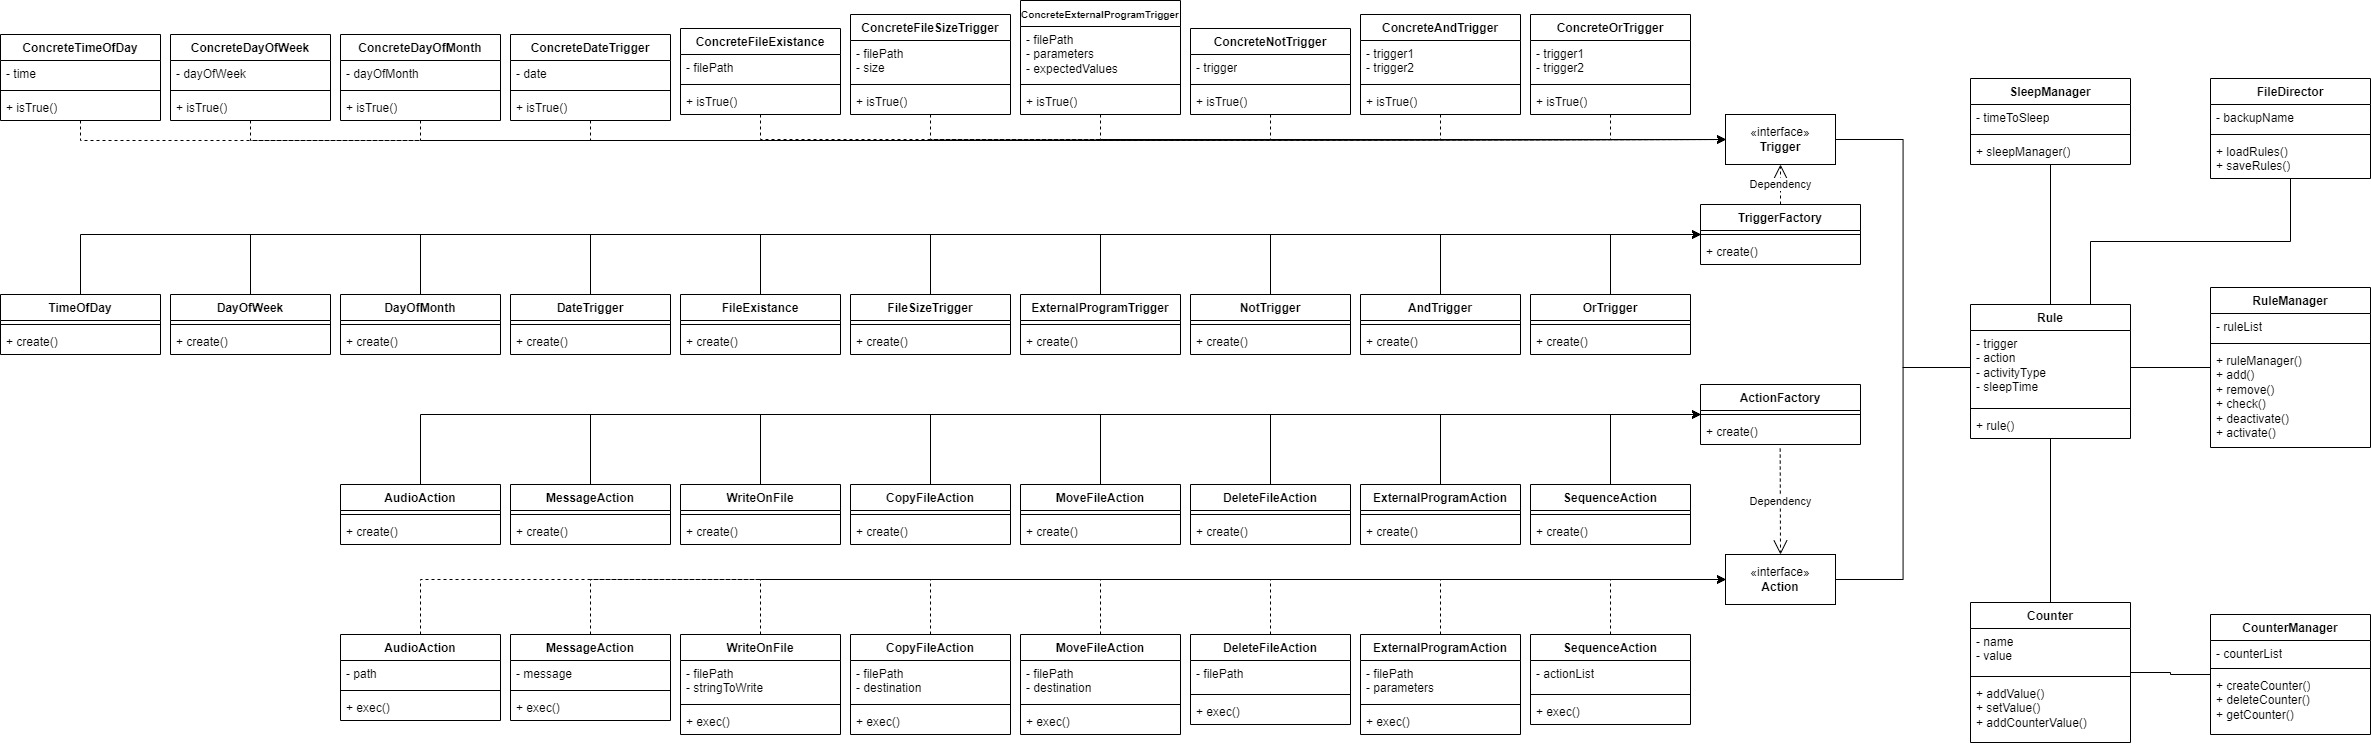 ConcreteTimeOfDay
- time
+ isTrue()
ConcreteDayOfWeek
- dayOfWeek
+ isTrue()
ConcreteDayOfMonth
- dayOfMonth
+ isTrue()
ConcreteDateTrigger
- date
+ isTrue()
ConcreteFileExistance
- filePath
+ isTrue()
ConcreteFileSizeTrigger
- filePath
- size
+ isTrue()
ConcreteExternalProgramTrigger
- filePath
- parameters
- expectedValues
+ isTrue()
ConcreteNotTrigger
- trigger
+ isTrue()
ConcreteAndTrigger
- trigger1
- trigger2
+ isTrue()
ConcreteOrTrigger
- trigger1
- trigger2
+ isTrue()
«interface»
Trigger
SleepManager
- timeToSleep
+ sleepManager()
FileDirector
- backupName
+ loadRules()
+ saveRules()
Dependency
TriggerFactory
+ create()
TimeOfDay
+ create()
DayOfWeek
+ create()
DayOfMonth
+ create()
DateTrigger
+ create()
FileExistance
+ create()
FileSizeTrigger
+ create()
ExternalProgramTrigger
+ create()
NotTrigger
+ create()
AndTrigger
+ create()
OrTrigger
+ create()
Rule
- trigger
- action
- activityType
- sleepTime
+ rule()
RuleManager
- ruleList
+ ruleManager()
+ add()
+ remove()
+ check()
+ deactivate()
+ activate()
ActionFactory
+ create()
AudioAction
+ create()
MessageAction
+ create()
WriteOnFile
+ create()
CopyFileAction
+ create()
MoveFileAction
+ create()
DeleteFileAction
+ create()
ExternalProgramAction
+ create()
SequenceAction
+ create()
Dependency
«interface»
Action
AudioAction
- path
+ exec()
MessageAction
- message
+ exec()
WriteOnFile
- filePath
- stringToWrite
+ exec()
CopyFileAction
- filePath
- destination
+ exec()
MoveFileAction
- filePath
- destination
+ exec()
DeleteFileAction
- filePath
+ exec()
ExternalProgramAction
- filePath
- parameters
+ exec()
SequenceAction
- actionList
+ exec()
Counter
- name
- value
+ addValue()
+ setValue()
+ addCounterValue()
CounterManager
- counterList
+ createCounter()
+ deleteCounter()
+ getCounter()